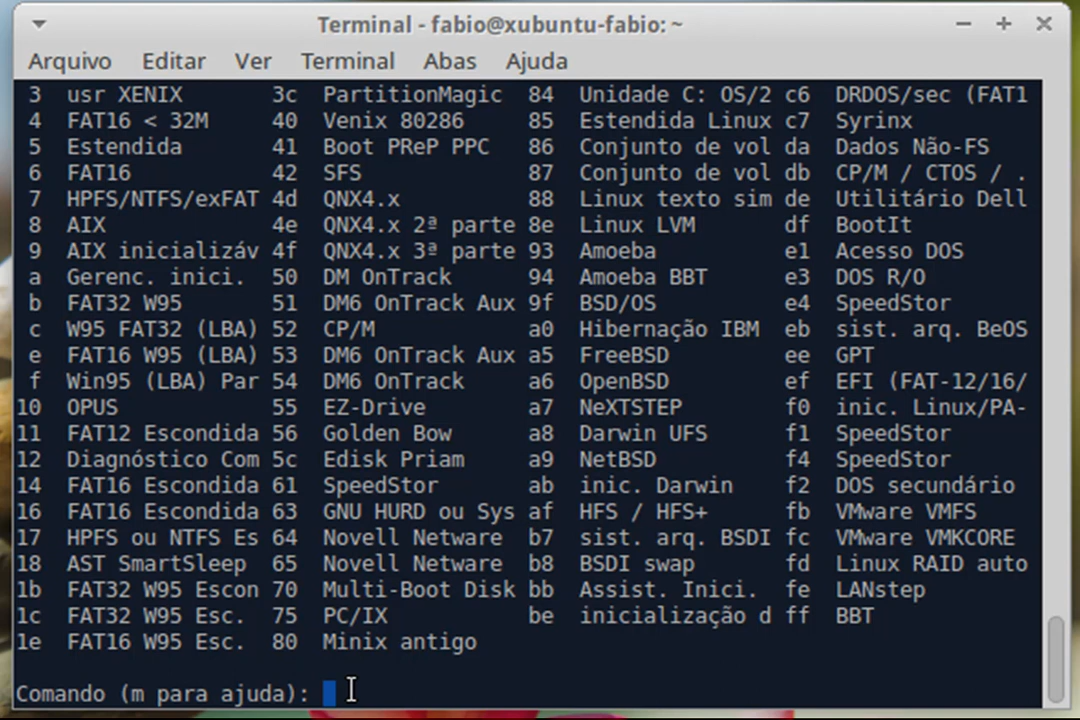 Terminal - fabio@xubuntu-fabio: ~
Arquivo Editar Ver Terminal Abas Ajuda
3 usr XENIX 3c PartitionMagic 84 Unidade C: OS/2 c6 DRDOS/sec (FAT1
4 FAT16 < 32M 40 Venix 80286 85 Estendida Linux c7 Syrinx
5 Estendida 41 Boot PReP PPC 86 Conjunto de vol da Dados Não-FS
6 FAT16 42 SFS 87 Conjunto de vol db CP/M / CTOS / .
7 HPFS/NTFS/exFAT 4d QNX4.x 88 Linux texto sim de Utilitário Dell
8 AIX 4e QNX4.x 2ª parte 8e Linux LVM df BootIt
9 AIX inicializáv 4f QNX4.x 3ª parte 93 Amoeba e1 Acesso DOS
a Gerenc. inici. 50 DM OnTrack 94 Amoeba BBT e3 DOS R/O
b FAT32 W95 51 DM6 OnTrack Aux 9f BSD/OS e4 SpeedStor
c W95 FAT32 (LBA) 52 CP/M a0 Hibernação IBM eb sist. arq. BeOS
e FAT16 W95 (LBA) 53 DM6 OnTrack Aux a5 FreeBSD ee GPT
f Win95 (LBA) Par 54 DM6 OnTrack a6 OpenBSD ef EFI (FAT-12/16/
10 OPUS 55 EZ-Drive a7 NeXTSTEP f0 inic. Linux/PA-
11 FAT12 Escondida 56 Golden Bow a8 Darwin UFS f1 SpeedStor
12 Diagnóstico Com 5c Edisk Priam a9 NetBSD f4 SpeedStor
14 FAT16 Escondida 61 SpeedStor ab inic. Darwin f2 DOS secundário
16 FAT16 Escondida 63 GNU HURD ou Sys af HFS / HFS+ fb VMware VMFS
17 HPFS ou NTFS Es 64 Novell Netware b7 sist. arq. BSDI fc VMware VMKCORE
18 AST SmartSleep 65 Novell Netware b8 BSDI swap fd Linux RAID auto
1b FAT32 W95 Escon 70 Multi-Boot Disk bb Assist. Inici. fe LANstep
1c FAT32 W95 Esc. 75 PC/IX be inicialização d ff BBT
1e FAT16 W95 Esc. 80 Minix antigo
Comando (m para ajuda):